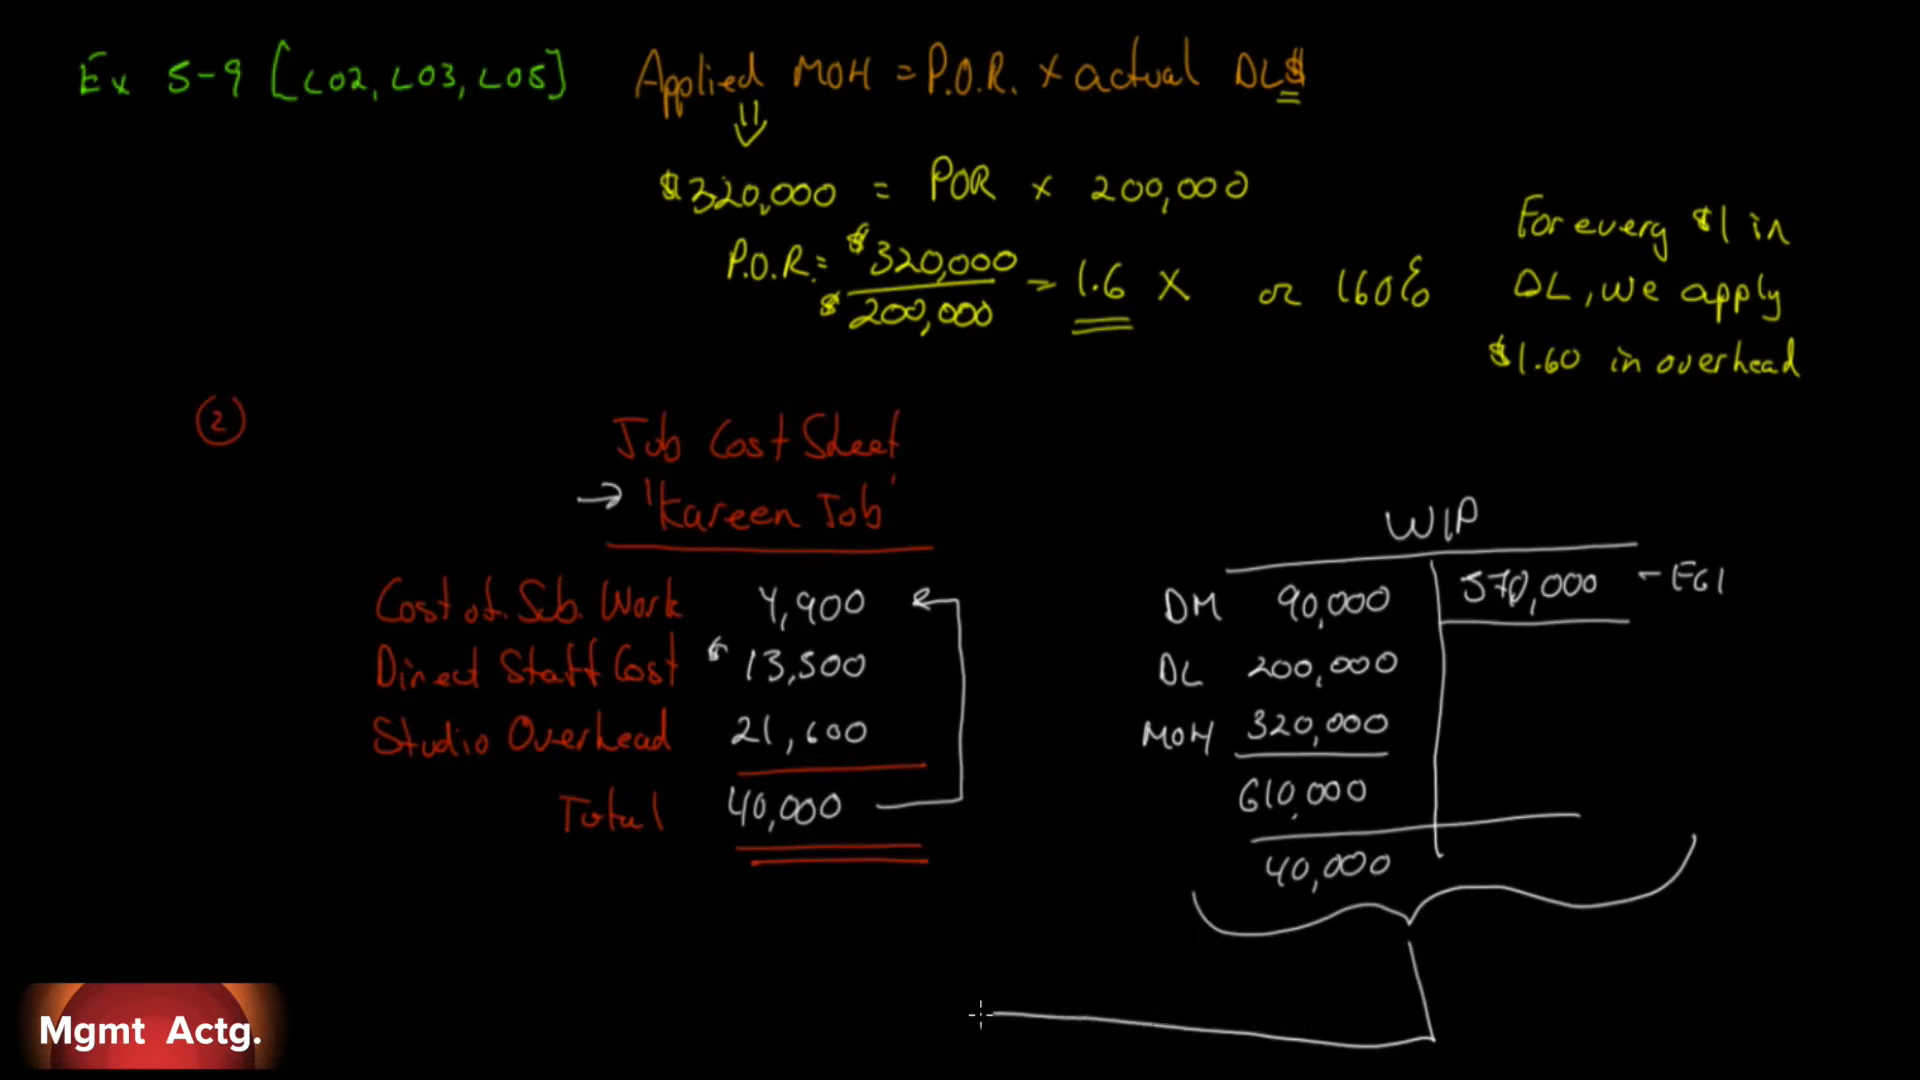 Ex 5-9 [LO2, LO3, LO5]
Applied MOH = P.O.R. x actual DL$
$320,000 = POR x 200,000
P.O.R. = $320,000 / $200,000 = 1.6 X or 160%
For every $1 in
DL, we apply
$1.60 in overhead
2
Job Cost Sheet
'Kareen Job'
Cost of. Sub. Work 4,900
Direct Staff Cost 13,500
Studio Overhead 21,600
Total 40,000
WIP
DM 90,000 570,000 - FGI
DL 200,000
MOH 320,000
610,000
40,000
Mgmt Actg.